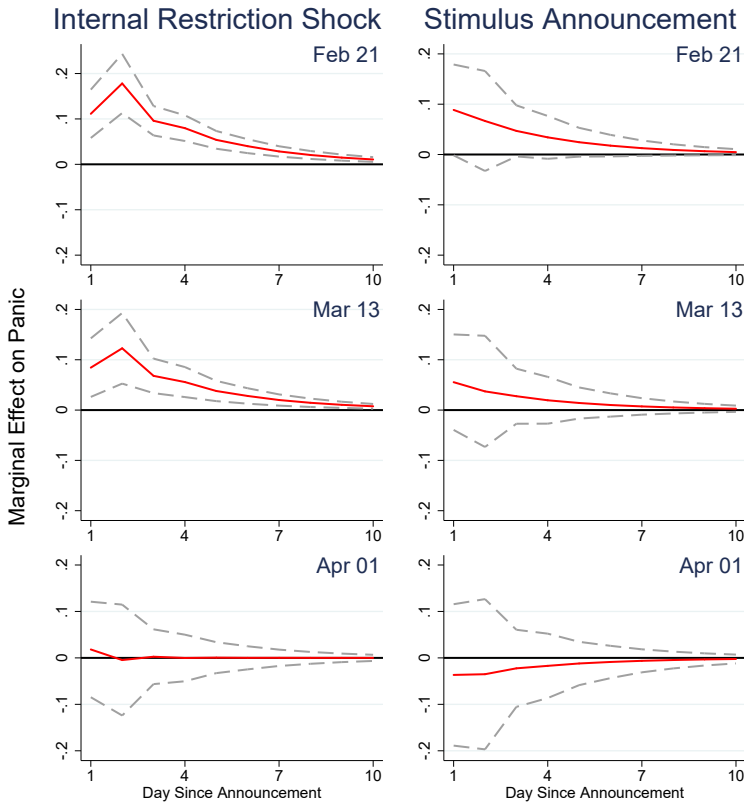 Internal Restriction Shock
Stimulus Announcement
Marginal Effect on Panic
Feb 21
.2
.1
0
-.1
-.2
1 4 7 10
Feb 21
.2
.1
0
-.1
-.2
1 4 7 10
Mar 13
.2
.1
0
-.1
-.2
1 4 7 10
Mar 13
.2
.1
0
-.1
-.2
1 4 7 10
Apr 01
.2
.1
0
-.1
-.2
1 4 7 10
Day Since Announcement
Apr 01
.2
.1
0
-.1
-.2
1 4 7 10
Day Since Announcement